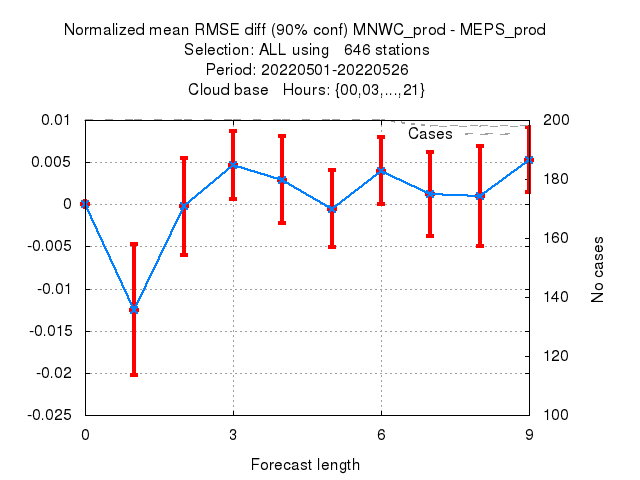 Normalized mean RMSE diff (90% conf) MNWC_prod - MEPS_prod
Selection: ALL using   646 stations
Period: 20220501-20220526
Cloud base   Hours: {00,03,...,21}
0.01
0.005
0
-0.005
-0.01
-0.015
-0.02
-0.025
200
180
160
140
120
100
Cases
No cases
0 3 6 9
Forecast length